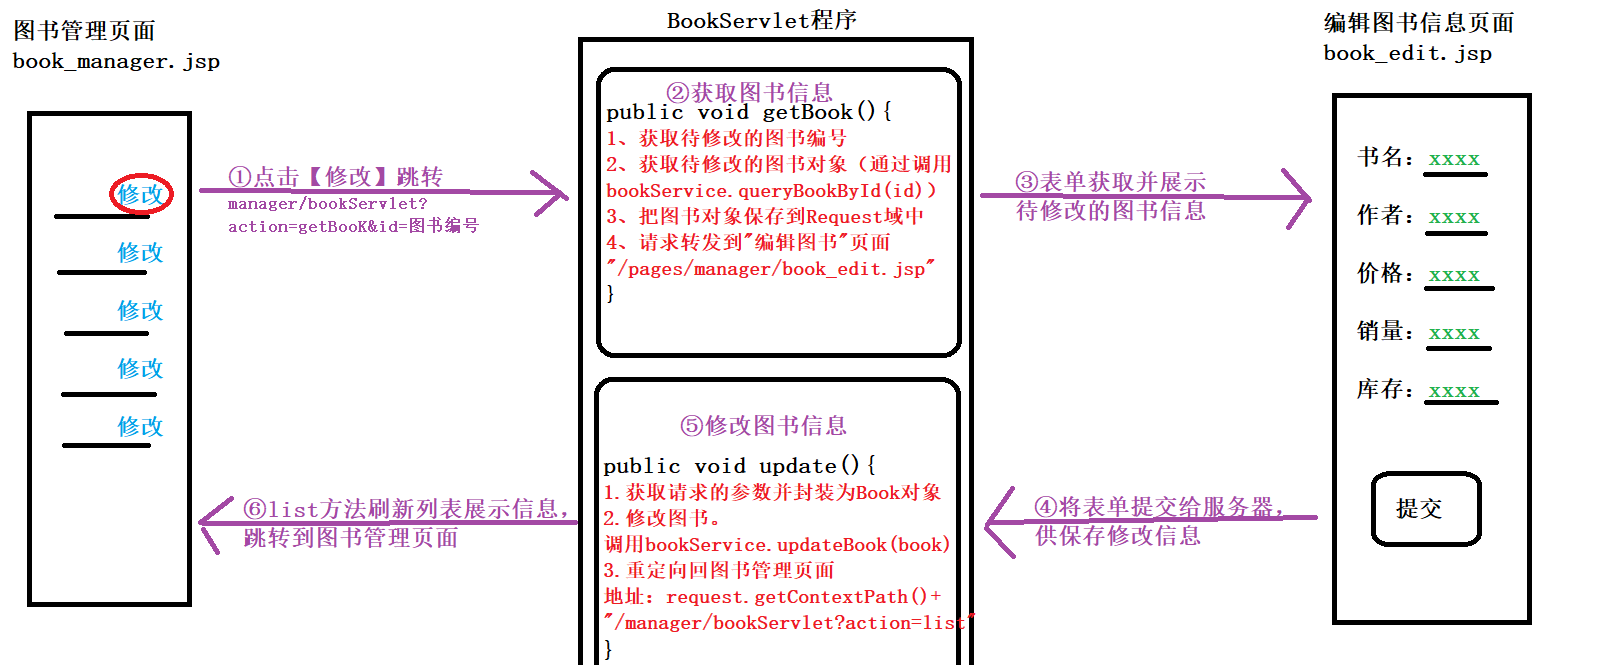 图书管理页面
book_manager.jsp
修改
修改
修改
修改
修改
①点击【修改】跳转
manager/bookServlet?
action=getBooK&id=图书编号
BookServlet程序
②获取图书信息
public void getBook(){
1、获取待修改的图书编号
2、获取待修改的图书对象（通过调用
bookService.queryBookById(id)）
3、把图书对象保存到Request域中
4、请求转发到"编辑图书"页面
"/pages/manager/book_edit.jsp"
}
③表单获取并展示
待修改的图书信息
编辑图书信息页面
book_edit.jsp
书名：xxxx
作者：xxxx
价格：xxxx
销量：xxxx
库存：xxxx
提交
④将表单提交给服务器，
供保存修改信息
⑤修改图书信息
public void update(){
1.获取请求的参数并封装为Book对象
2.修改图书。
调用bookService.updateBook(book)
3.重定向回图书管理页面
地址：request.getContextPath()+
"/manager/bookServlet?action=list"
}
⑥list方法刷新列表展示信息，
跳转到图书管理页面